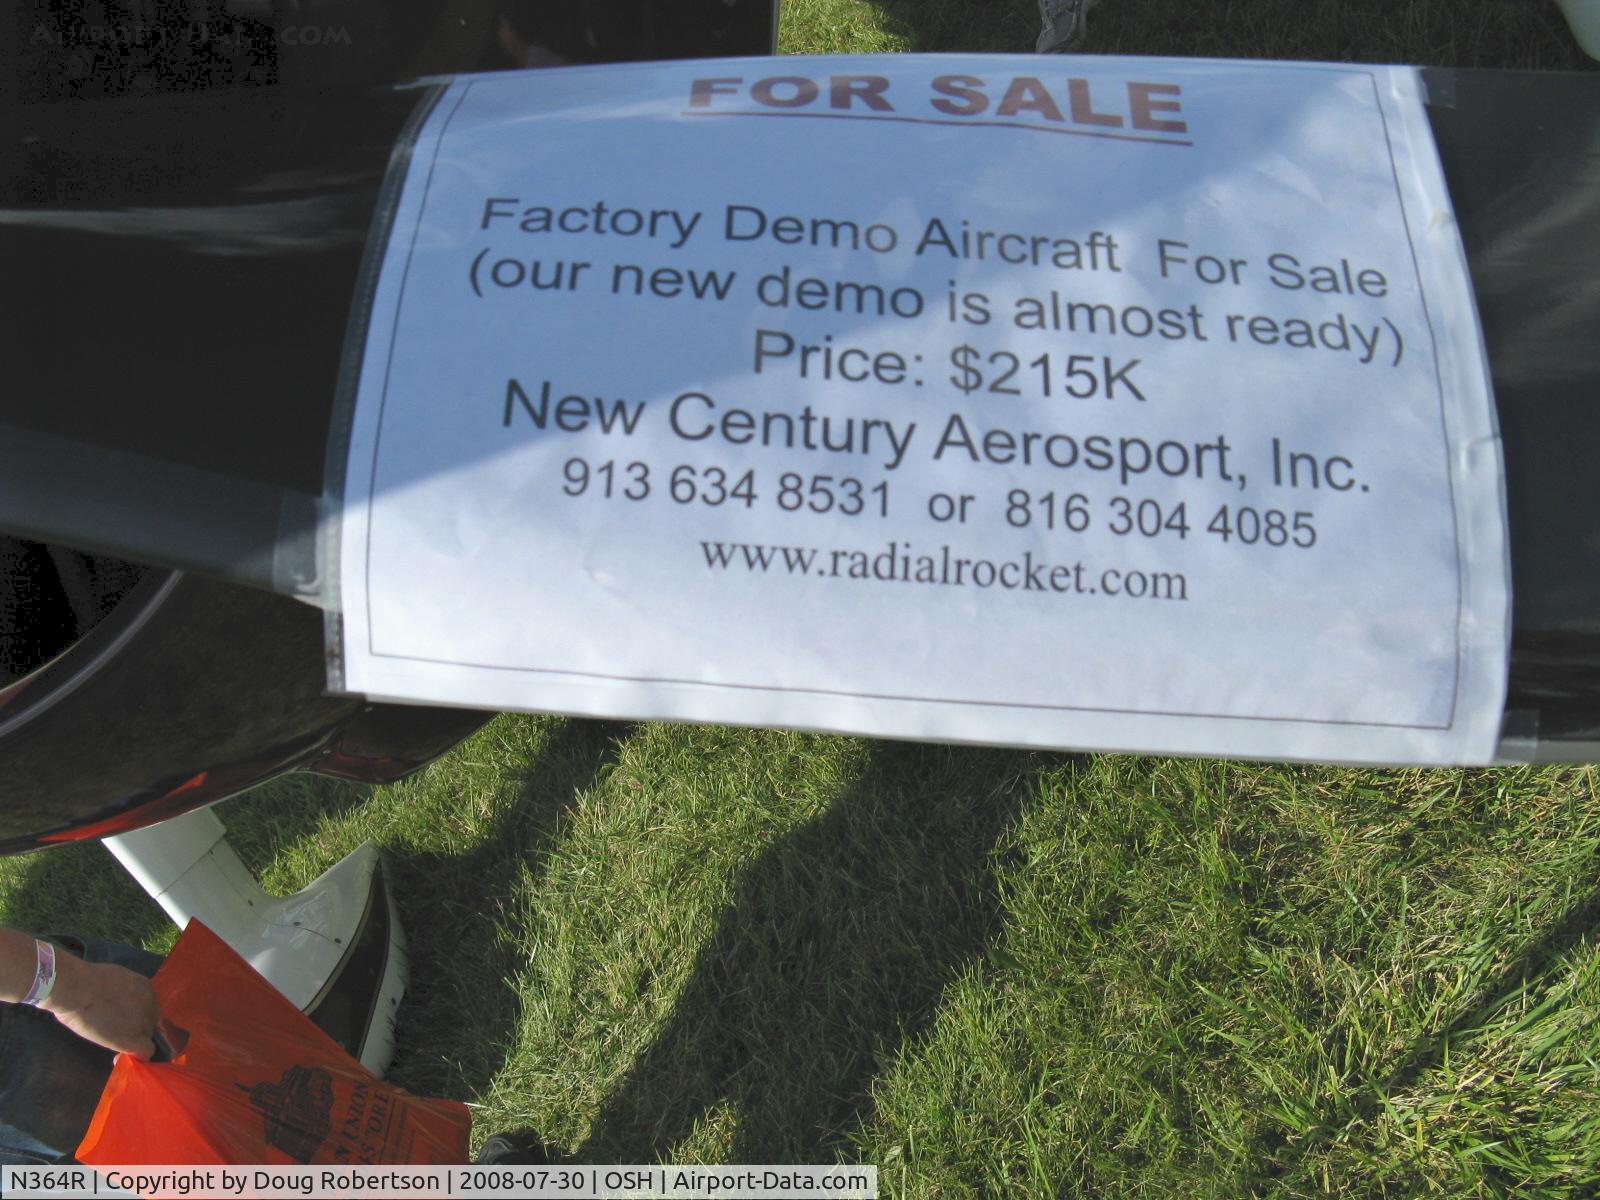 FOR SALE
Factory Demo Aircraft For Sale
(our new demo is almost ready)
Price: $215K
New Century Aerosport, Inc.
913 634 8531 or 816 304 4085
www.radialrocket.com
UNION
"ORE
N364R | Copyright by Doug Robertson | 2008-07-30 | OSH | Airport-Data.com